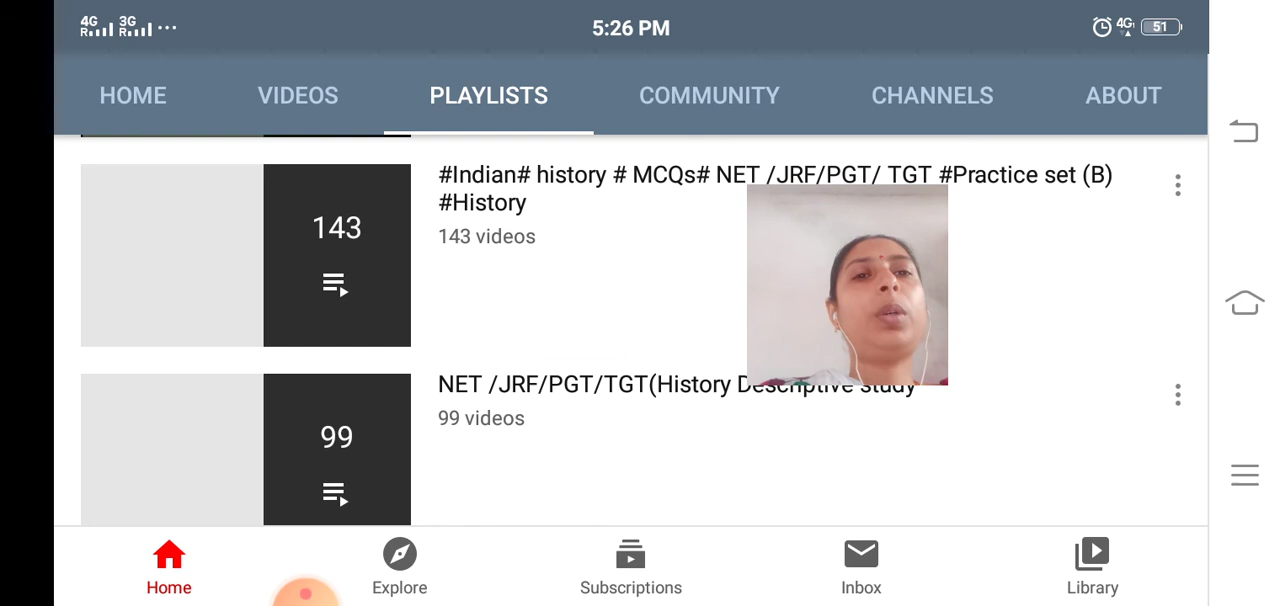 4G 3G
R R
5:26 PM
4G
51
HOME VIDEOS PLAYLISTS COMMUNITY CHANNELS ABOUT
143
#Indian# history # MCQs# NET /JRF/PGT/ TGT #Practice set (B)
#History
143 videos
99
NET /JRF/PGT/TGT(History Descriptive study
99 videos
Home Explore Subscriptions Inbox Library